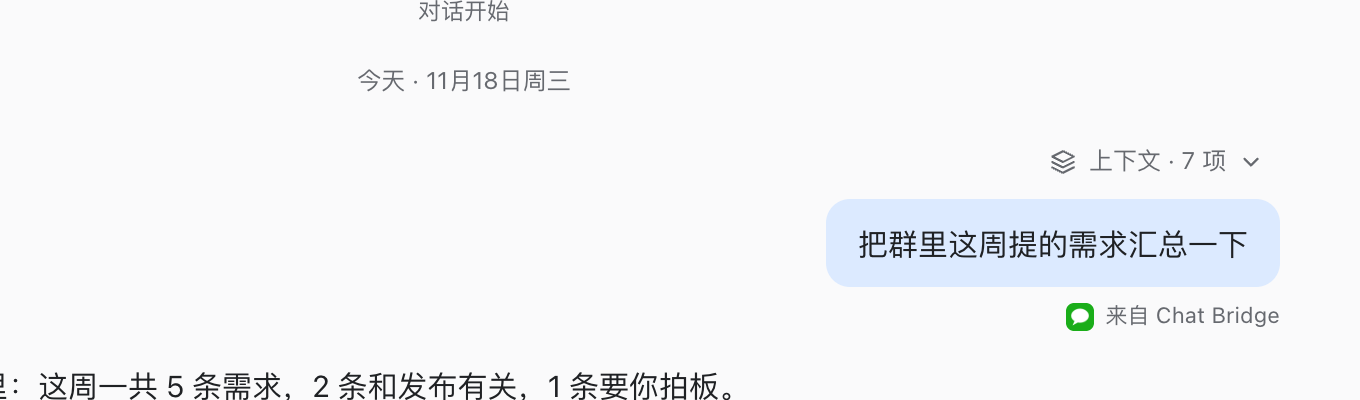 对话开始
今天 · 11月18日周三
上下文 · 7 项
把群里这周提的需求汇总一下
来自 Chat Bridge
：这周一共 5 条需求，2 条和发布有关，1 条要你拍板。